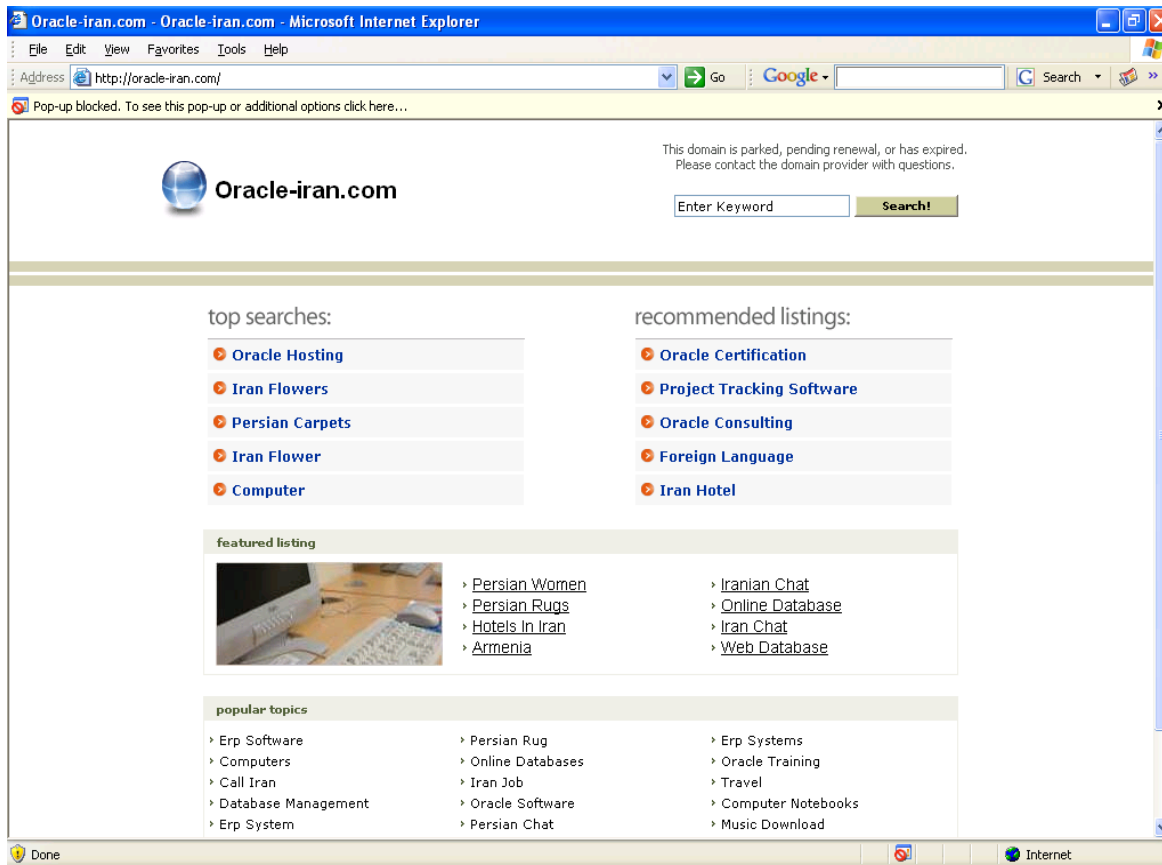 Oracle-iran.com - Oracle-iran.com - Microsoft Internet Explorer
File Edit View Favorites Tools Help
Address http://oracle-iran.com/ Go Google Search »
Pop-up blocked. To see this pop-up or additional options click here...
This domain is parked, pending renewal, or has expired.
Please contact the domain provider with questions.
Oracle-iran.com
Enter Keyword Search!
top searches:
Oracle Hosting
Iran Flowers
Persian Carpets
Iran Flower
Computer
recommended listings:
Oracle Certification
Project Tracking Software
Oracle Consulting
Foreign Language
Iran Hotel
featured listing
Persian Women
Persian Rugs
Hotels In Iran
Armenia
Iranian Chat
Online Database
Iran Chat
Web Database
popular topics
Erp Software
Computers
Call Iran
Database Management
Erp System
Persian Rug
Online Databases
Iran Job
Oracle Software
Persian Chat
Erp Systems
Oracle Training
Travel
Computer Notebooks
Music Download
Done Internet